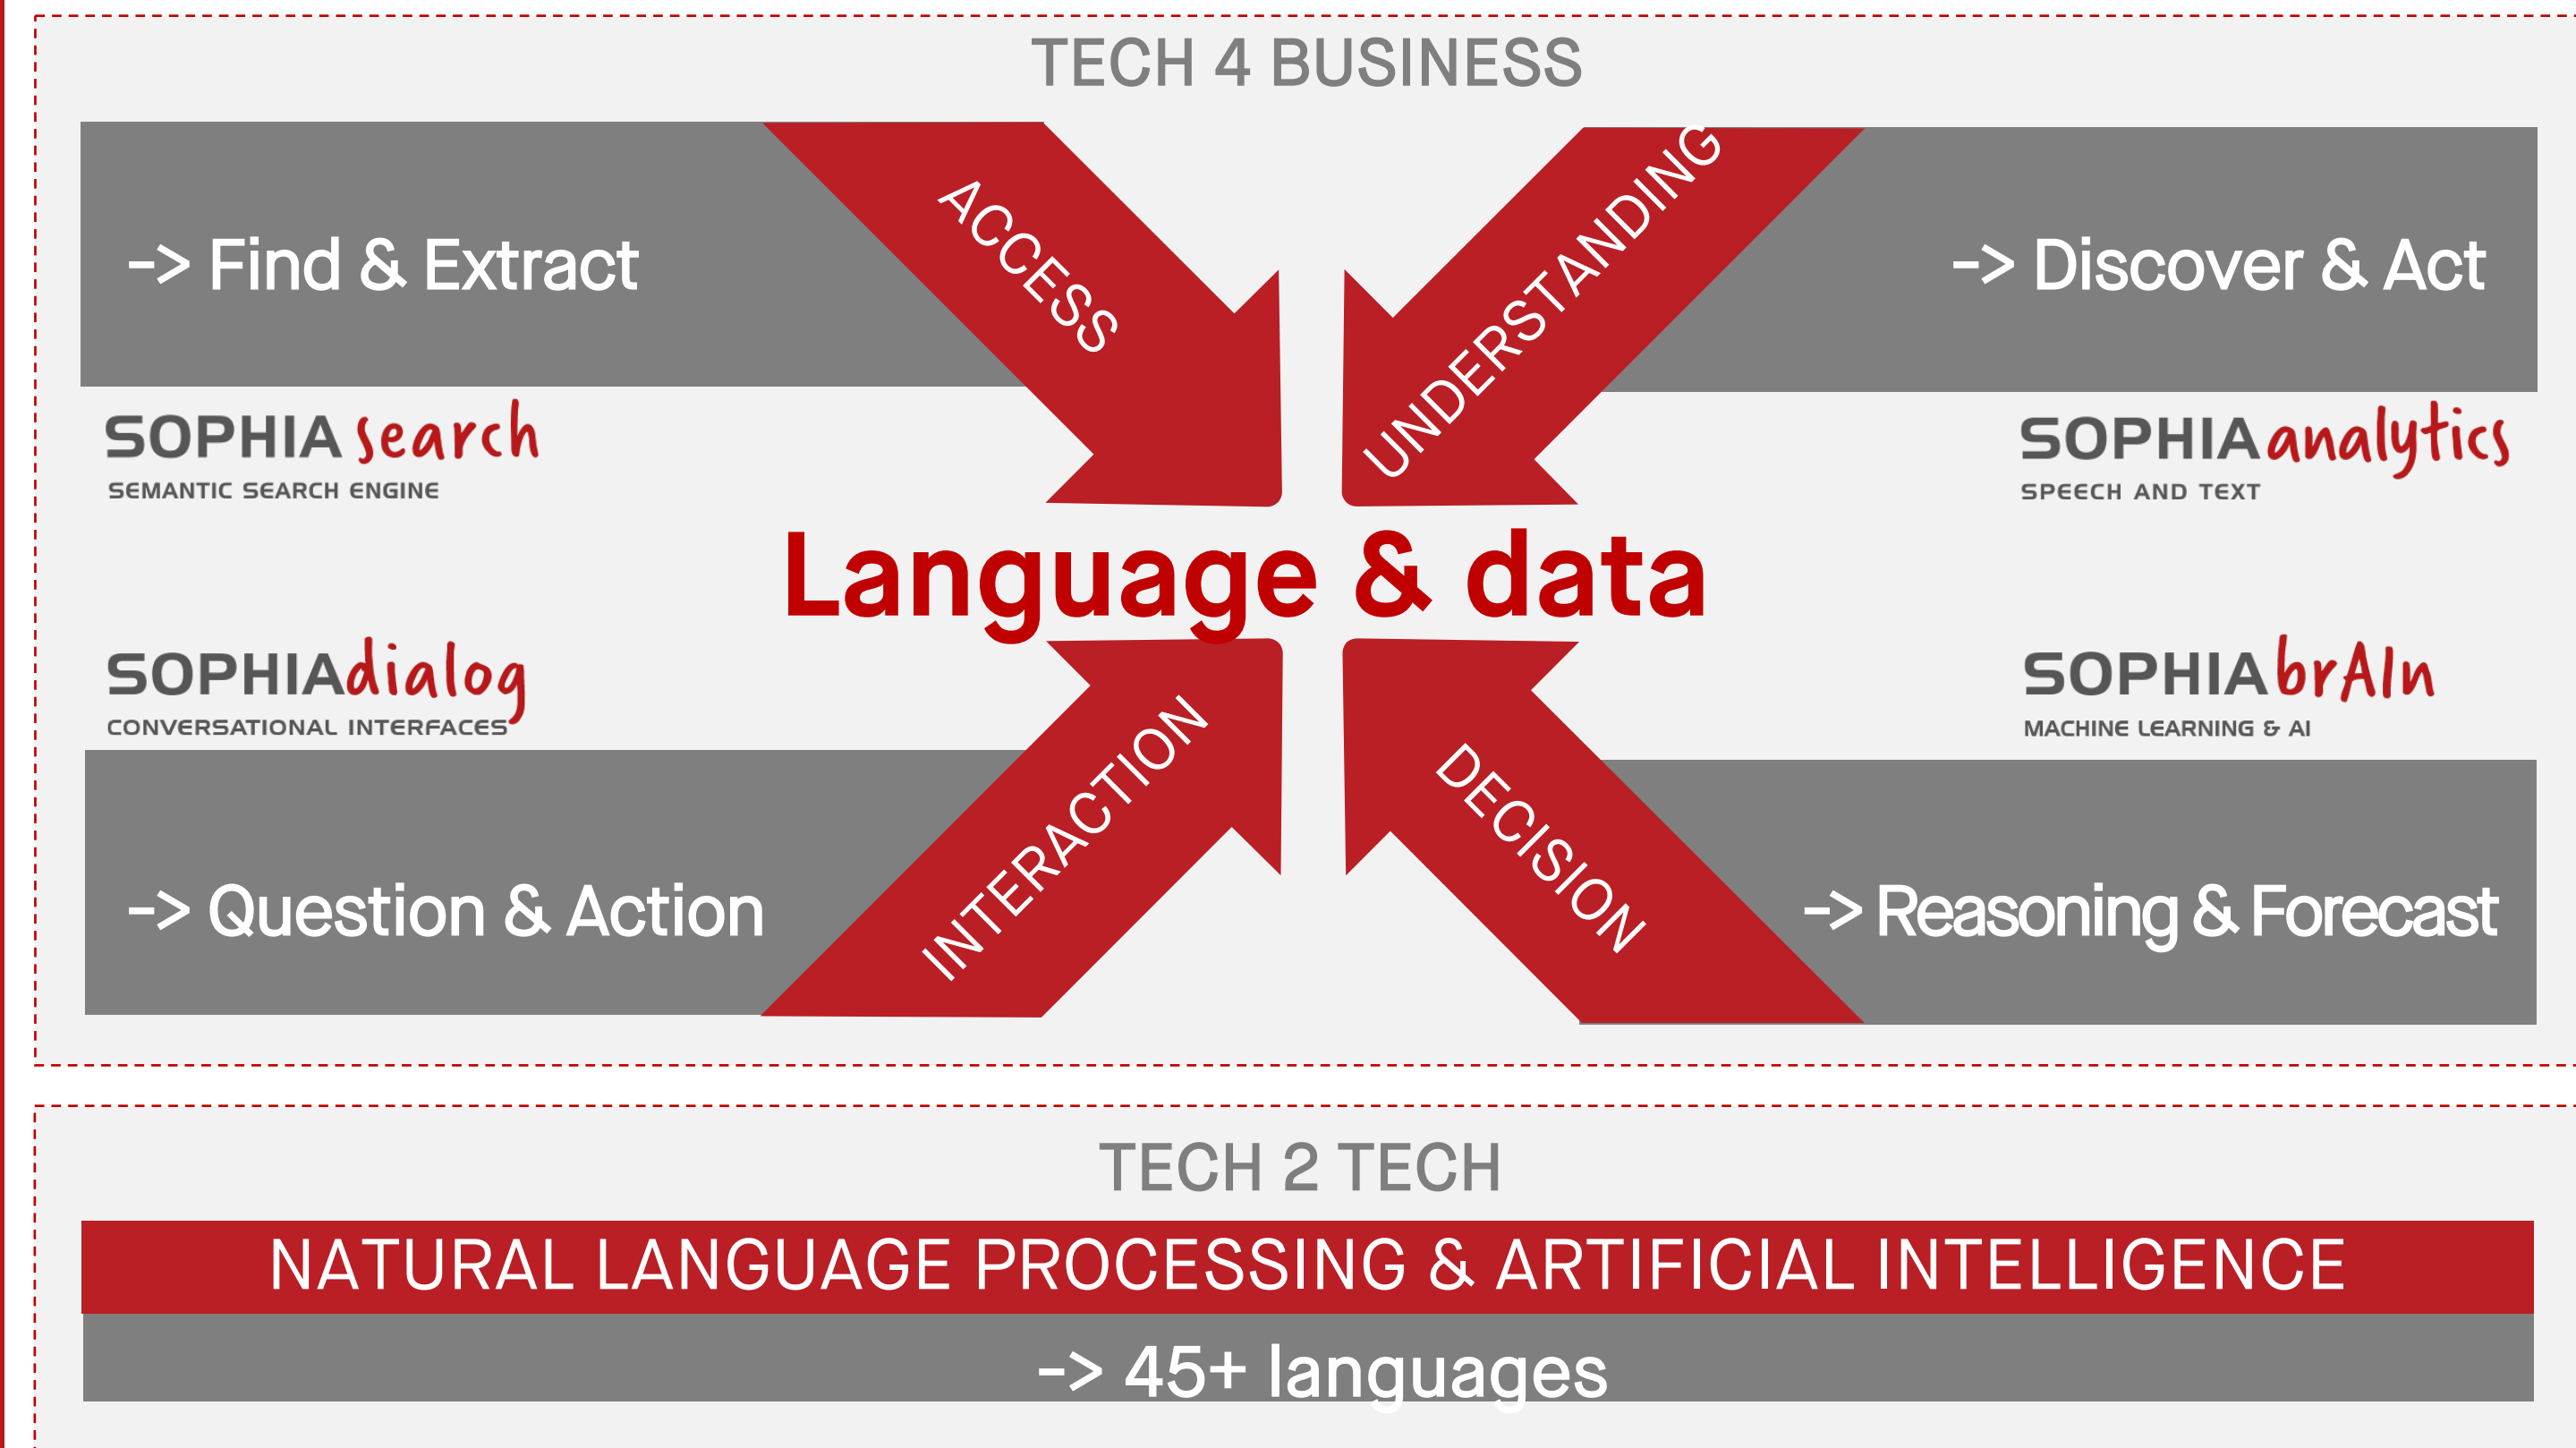 TECH 4 BUSINESS
-> Find & Extract
ACCESS
UNDERSTANDING
-> Discover & Act
SOPHIA search
SEMANTIC SEARCH ENGINE
SOPHIA analytics
SPEECH AND TEXT
Language & data
SOPHIA dialog
CONVERSATIONAL INTERFACES
SOPHIA brAIn
MACHINE LEARNING & AI
-> Question & Action
INTERACTION
DECISION
-> Reasoning & Forecast
TECH 2 TECH
NATURAL LANGUAGE PROCESSING & ARTIFICIAL INTELLIGENCE
-> 45+ languages